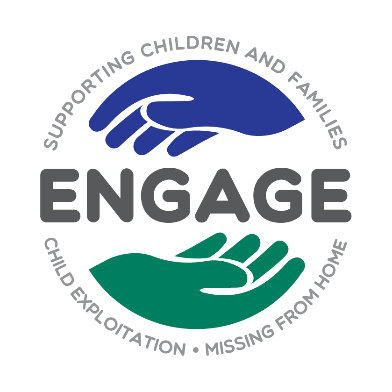 SUPPORTING CHILDREN AND FAMILIES
ENGAGE
CHILD EXPLOITATION • MISSING FROM HOME